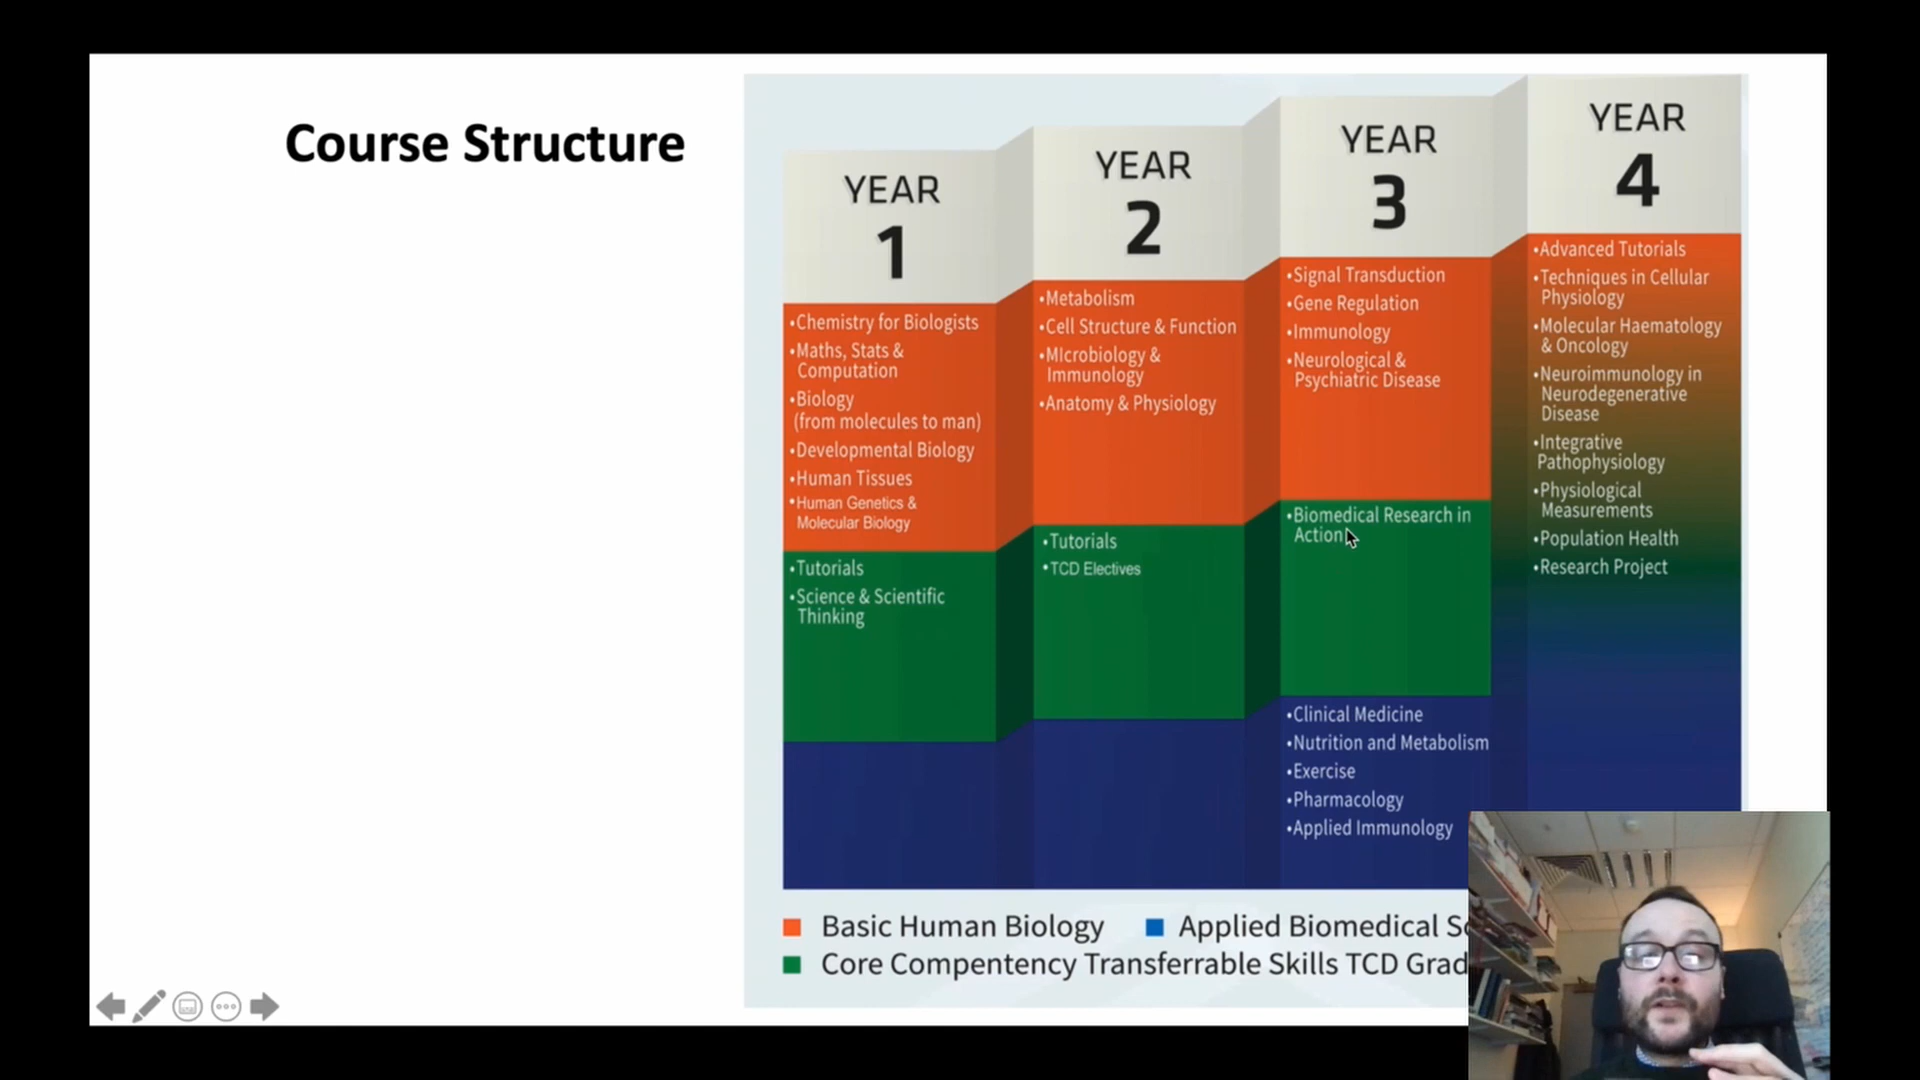 Course Structure
YEAR
1
•Chemistry for Biologists
•Maths, Stats &
Computation
•Biology
(from molecules to man)
•Developmental Biology
•Human Tissues
•Human Genetics &
Molecular Biology
•Tutorials
•Science & Scientific
Thinking
YEAR
2
•Metabolism
•Cell Structure & Function
•MIcrobiology &
Immunology
•Anatomy & Physiology
•Tutorials
•TCD Electives
YEAR
3
•Signal Transduction
•Gene Regulation
•Immunology
•Neurological &
Psychiatric Disease
•Biomedical Research in
Action
•Clinical Medicine
•Nutrition and Metabolism
•Exercise
•Pharmacology
•Applied Immunology
YEAR
4
•Advanced Tutorials
•Techniques in Cellular
Physiology
•Molecular Haematology
& Oncology
•Neuroimmunology in
Neurodegenerative
Disease
•Integrative
Pathophysiology
•Physiological
Measurements
•Population Health
•Research Project
Basic Human Biology
Applied Biomedical
Core Compentency Transferrable Skills TCD Grad